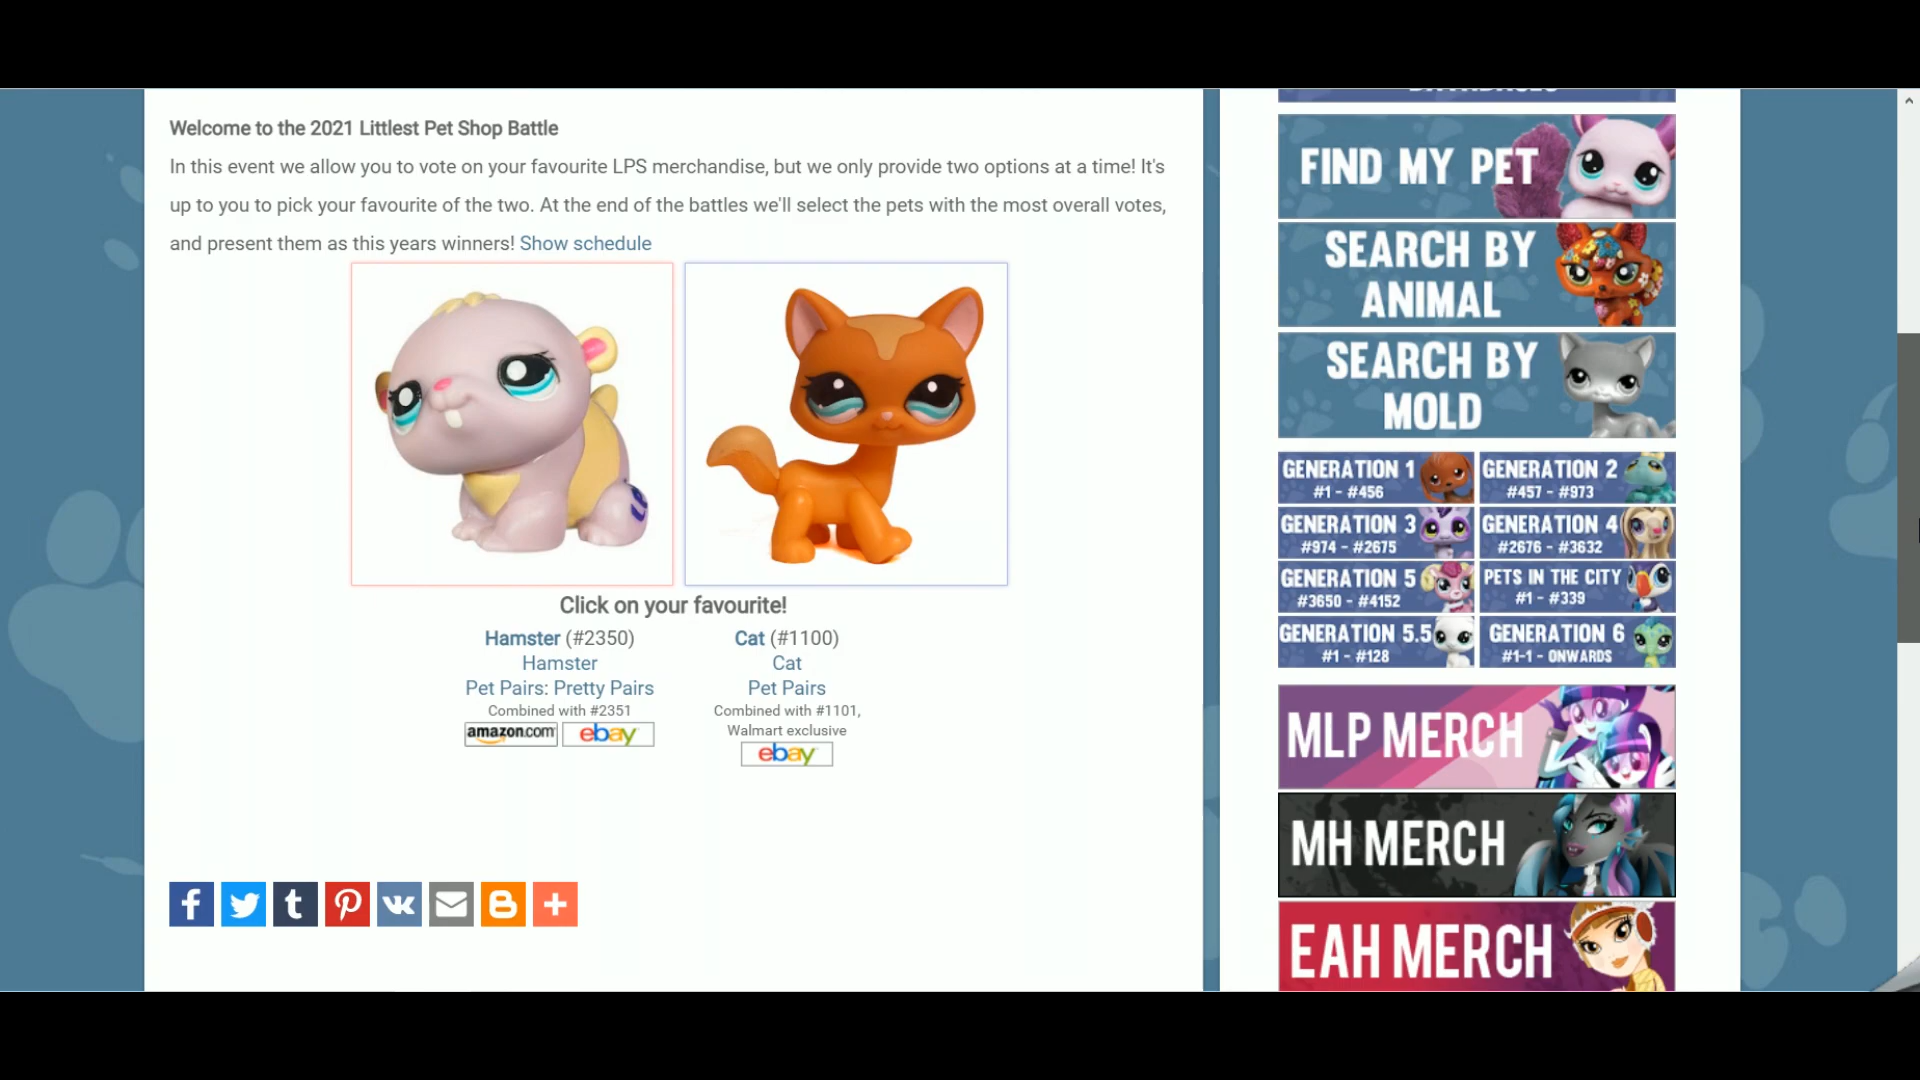 Welcome to the 2021 Littlest Pet Shop Battle
In this event we allow you to vote on your favourite LPS merchandise, but we only provide two options at a time! It's
up to you to pick your favourite of the two. At the end of the battles we'll select the pets with the most overall votes,
and present them as this years winners! Show schedule
Click on your favourite!
Hamster (#2350)
Hamster
Pet Pairs: Pretty Pairs
Combined with #2351
amazon.com ebay
Cat (#1100)
Cat
Pet Pairs
Combined with #1101,
Walmart exclusive
ebay
f t P VK B +
FIND MY PET
SEARCH BY
ANIMAL
SEARCH BY
MOLD
GENERATION 1
#1 - #456
GENERATION 2
#457 - #973
GENERATION 3
#974 - #2675
GENERATION 4
#2676 - #3632
GENERATION 5
#3650 - #4152
PETS IN THE CITY
#1 - #339
GENERATION 5.5
#1 - #128
GENERATION 6
#1-1 - ONWARDS
MLP MERCH
MH MERCH
EAH MERCH